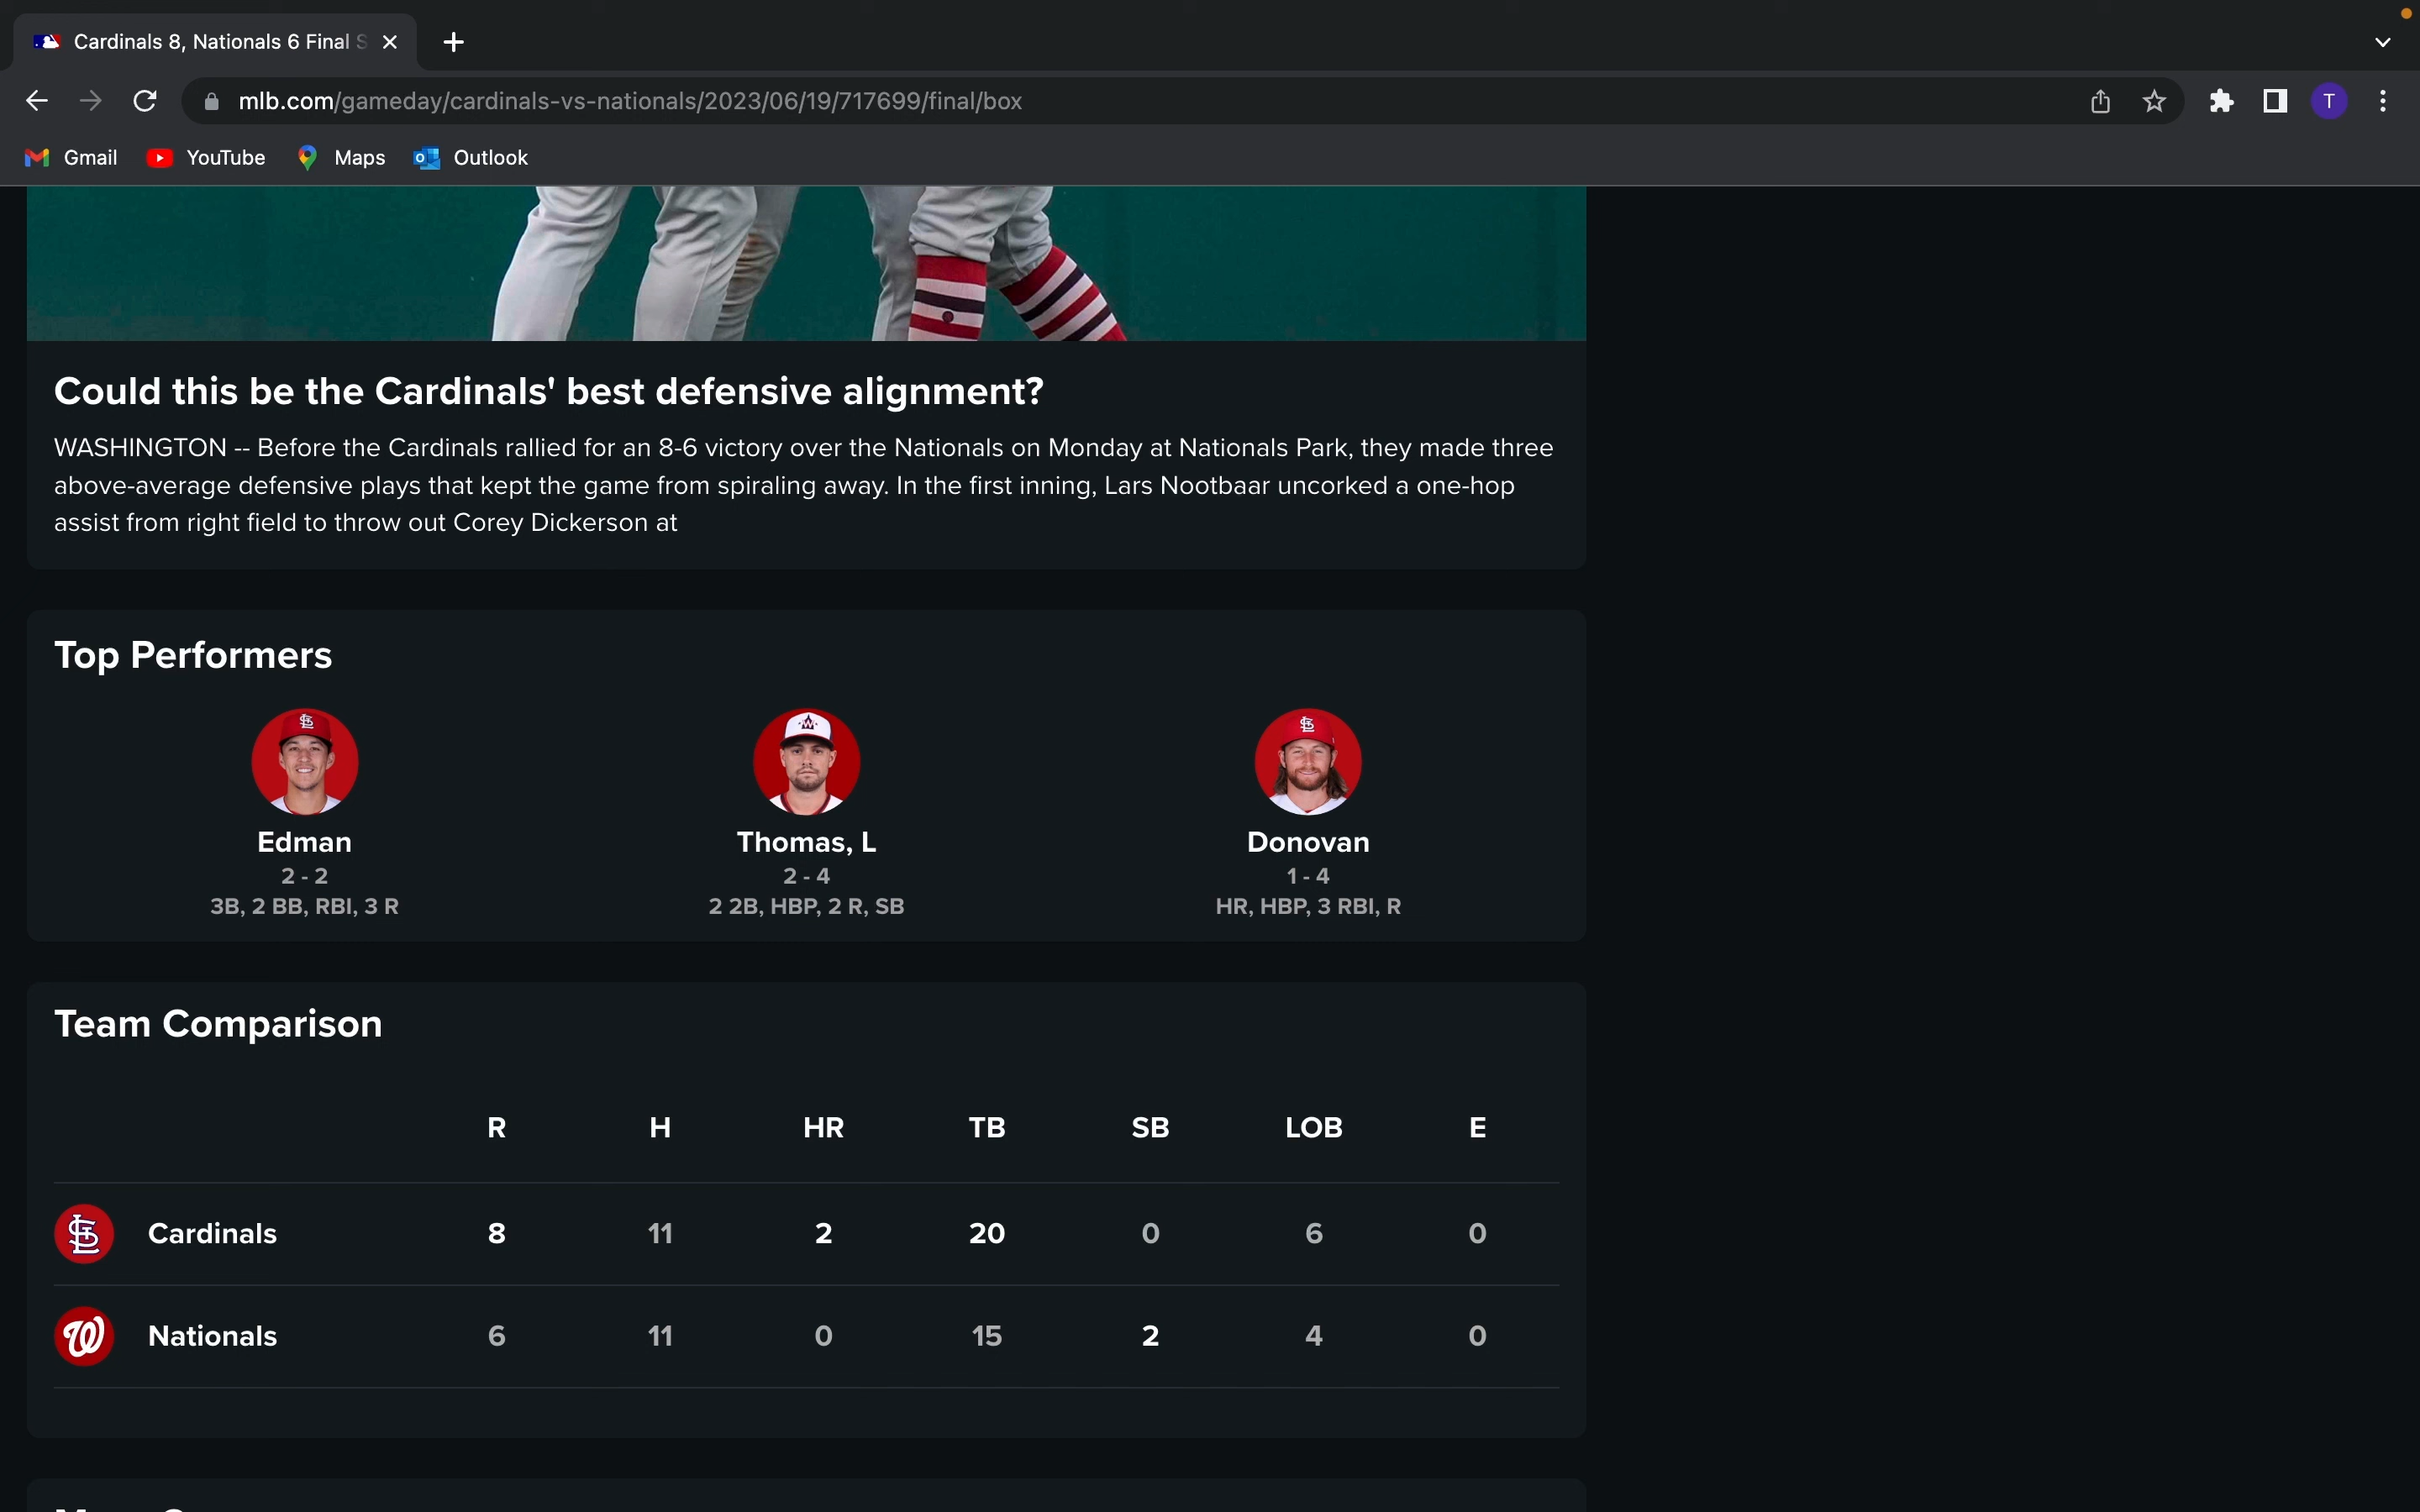 Cardinals 8, Nationals 6 Final S
mlb.com/gameday/cardinals-vs-nationals/2023/06/19/717699/final/box
T
Gmail YouTube Maps Outlook
Could this be the Cardinals' best defensive alignment?
WASHINGTON -- Before the Cardinals rallied for an 8-6 victory over the Nationals on Monday at Nationals Park, they made three
above-average defensive plays that kept the game from spiraling away. In the first inning, Lars Nootbaar uncorked a one-hop
assist from right field to throw out Corey Dickerson at
Top Performers
Edman Thomas, L Donovan
2 - 2 2 - 4 1 - 4
3B, 2 BB, RBI, 3 R 2 2B, HBP, 2 R, SB HR, HBP, 3 RBI, R
Team Comparison
R H HR TB SB LOB E
Cardinals 8 11 2 20 0 6 0
Nationals 6 11 0 15 2 4 0